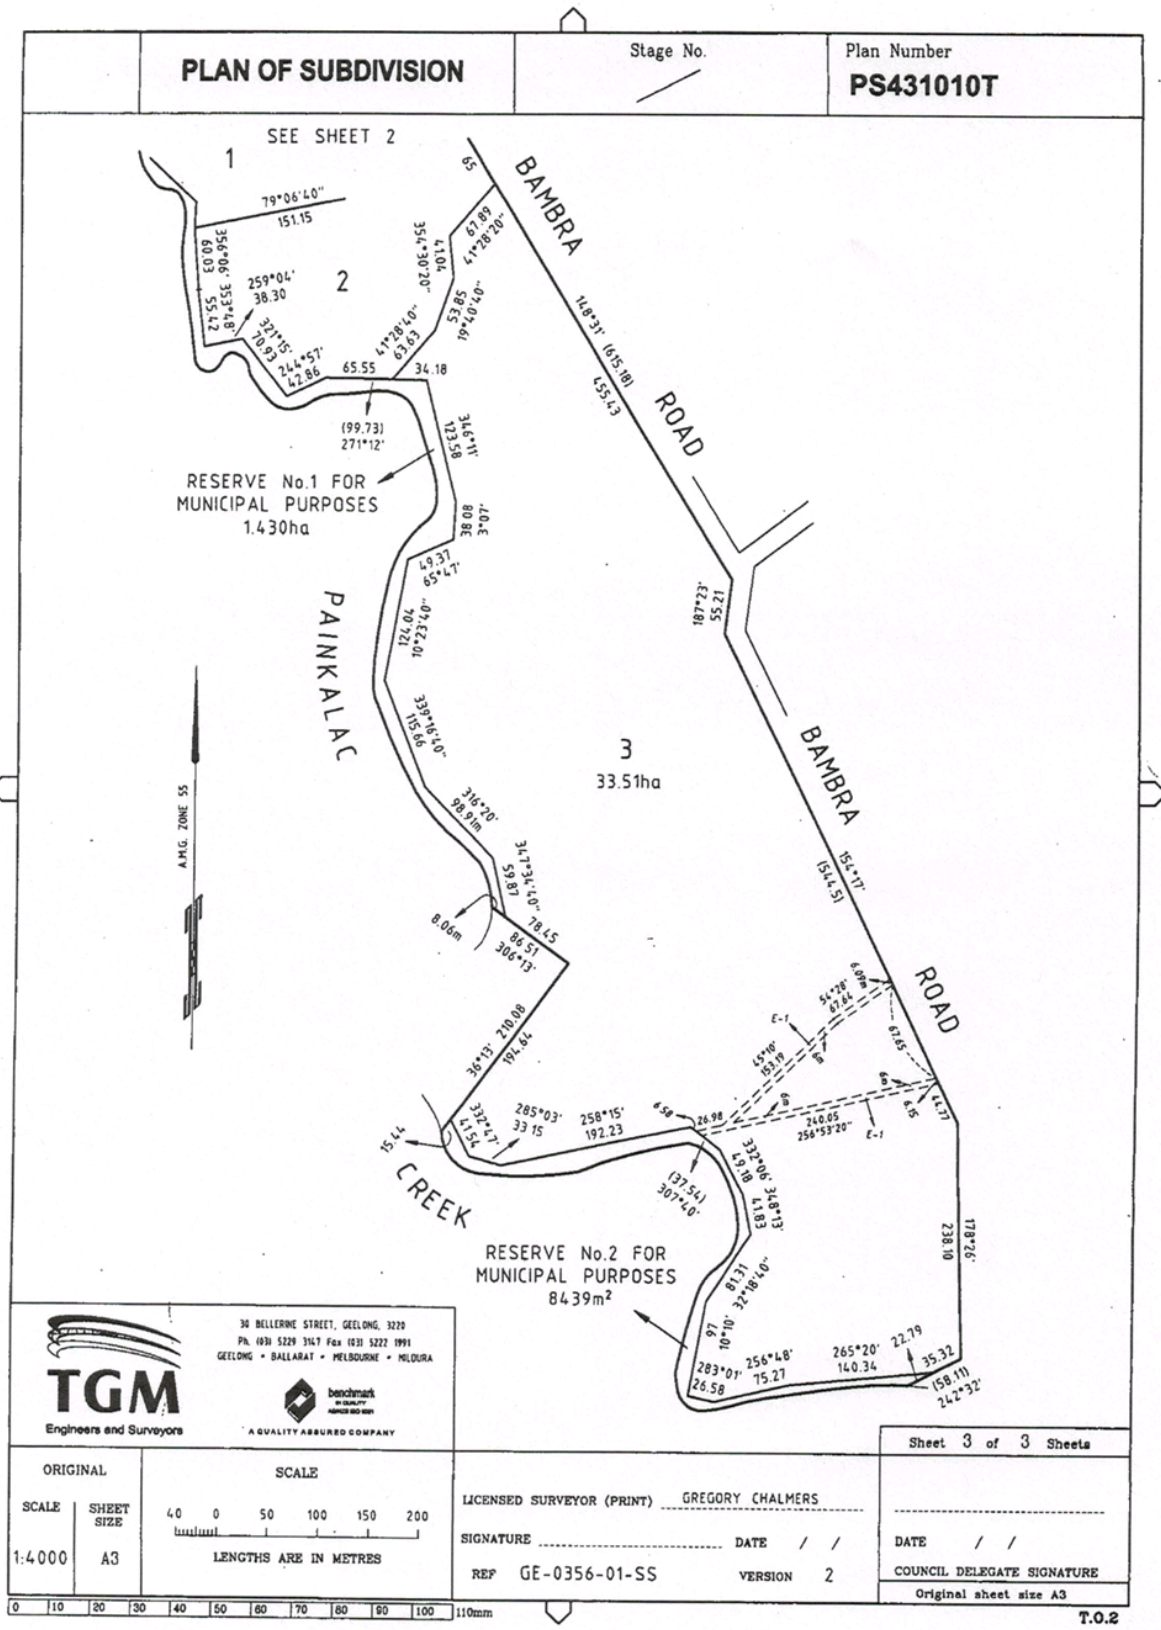 PLAN OF SUBDIVISION
Stage No.
Plan Number
PS431010T
SEE SHEET 2
1
79°06'40"
151.15
356°06'
60.03
353°48'
55.42
259°04'
38.30
2
321°15'
70.93
244°57'
42.86
65.55
34.18
(99.73)
271°12'
41°28'40"
63.63
354°30'20"
41.04
53.85
19°40'40"
67.89
41°28'20"
65
BAMBRA
ROAD
148°31' (615.18)
455.43
346°11'
123.58
RESERVE No.1 FOR
MUNICIPAL PURPOSES
1.430ha
38 08
3°07'
49.37
65°47'
124.04
10°23'40"
187°23'
55.21
PAINKALAC
339°16'40"
115.66
3
33.51ha
BAMBRA
ROAD
154°17'
(544.5)
A.M.G. ZONE 55
316°20'
98.91m
347°34'40"
59.87
78.45
86 51
306°13'
8.06m
36°13' 210.08
194.64
6.09m
54°28'
67.64
E-1
45°10'
153.19
6m
67.65
6m
6m
6.15
44.77
240.05
256°53'20"
E-1
6.58
26.98
332°47'
41.54
285°03'
33 15
258°15'
192.23
15.44
CREEK
(37.54)
307°40'
332°06'
49.18
348°13'
41.83
178°26'
238.10
RESERVE No.2 FOR
MUNICIPAL PURPOSES
8439m²
81.31
32°18'40"
97
10°10'
283°01'
26.58
256°48'
75.27
265°20'
140.34
22.79
35.32
(58.11)
242°32'
TGM
Engineers and Surveyors
30 BELLERINE STREET, GEELONG, 3220
Ph. (03) 5229 3147 Fax (03) 5222 1991
GEELONG • BALLARAT • MELBOURNE • MILDURA
benchmark
A QUALITY ASSURED COMPANY
Sheet 3 of 3 Sheets
ORIGINAL
SCALE
SHEET
SIZE
1:4000
A3
SCALE
40 0 50 100 150 200
LENGTHS ARE IN METRES
LICENSED SURVEYOR (PRINT) GREGORY CHALMERS
SIGNATURE DATE / /
REF GE-0356-01-SS VERSION 2
DATE / /
COUNCIL DELEGATE SIGNATURE
Original sheet size A3
0 10 20 30 40 50 60 70 80 90 100 110mm
T.O.2